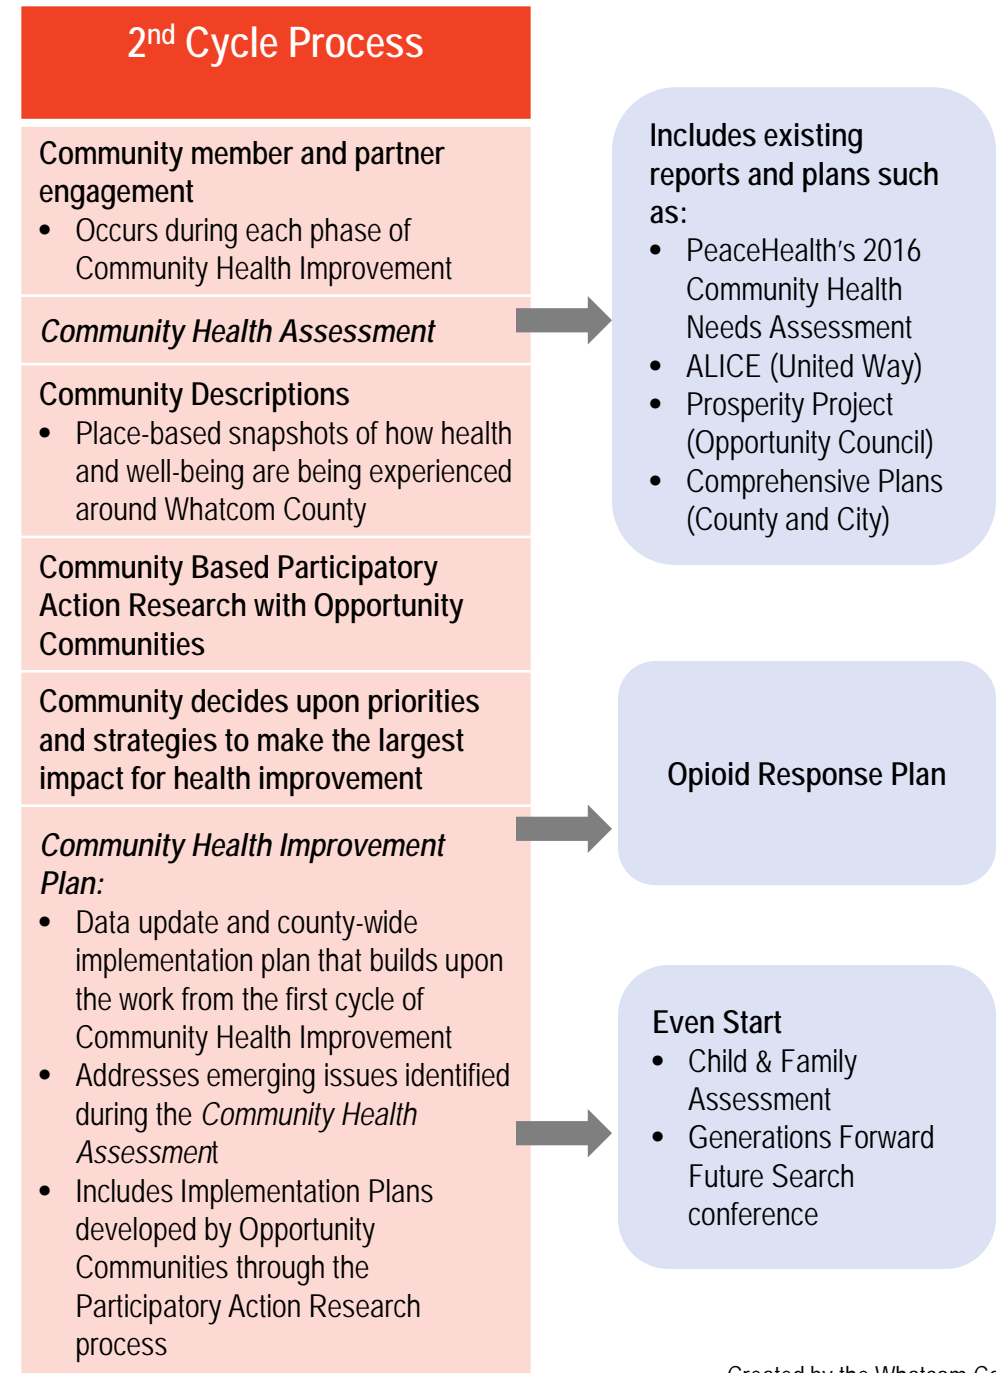 2nd Cycle Process
Community member and partner
engagement
• Occurs during each phase of
Community Health Improvement
Community Health Assessment
Community Descriptions
• Place-based snapshots of how health
and well-being are being experienced
around Whatcom County
Community Based Participatory
Action Research with Opportunity
Communities
Community decides upon priorities
and strategies to make the largest
impact for health improvement
Community Health Improvement
Plan:
• Data update and county-wide
implementation plan that builds upon
the work from the first cycle of
Community Health Improvement
• Addresses emerging issues identified
during the Community Health
Assessment
• Includes Implementation Plans
developed by Opportunity
Communities through the
Participatory Action Research
process
Includes existing
reports and plans such
as:
• PeaceHealth's 2016
Community Health
Needs Assessment
• ALICE (United Way)
• Prosperity Project
(Opportunity Council)
• Comprehensive Plans
(County and City)
Opioid Response Plan
Even Start
• Child & Family
Assessment
• Generations Forward
Future Search
conference
Created by the Whatcom